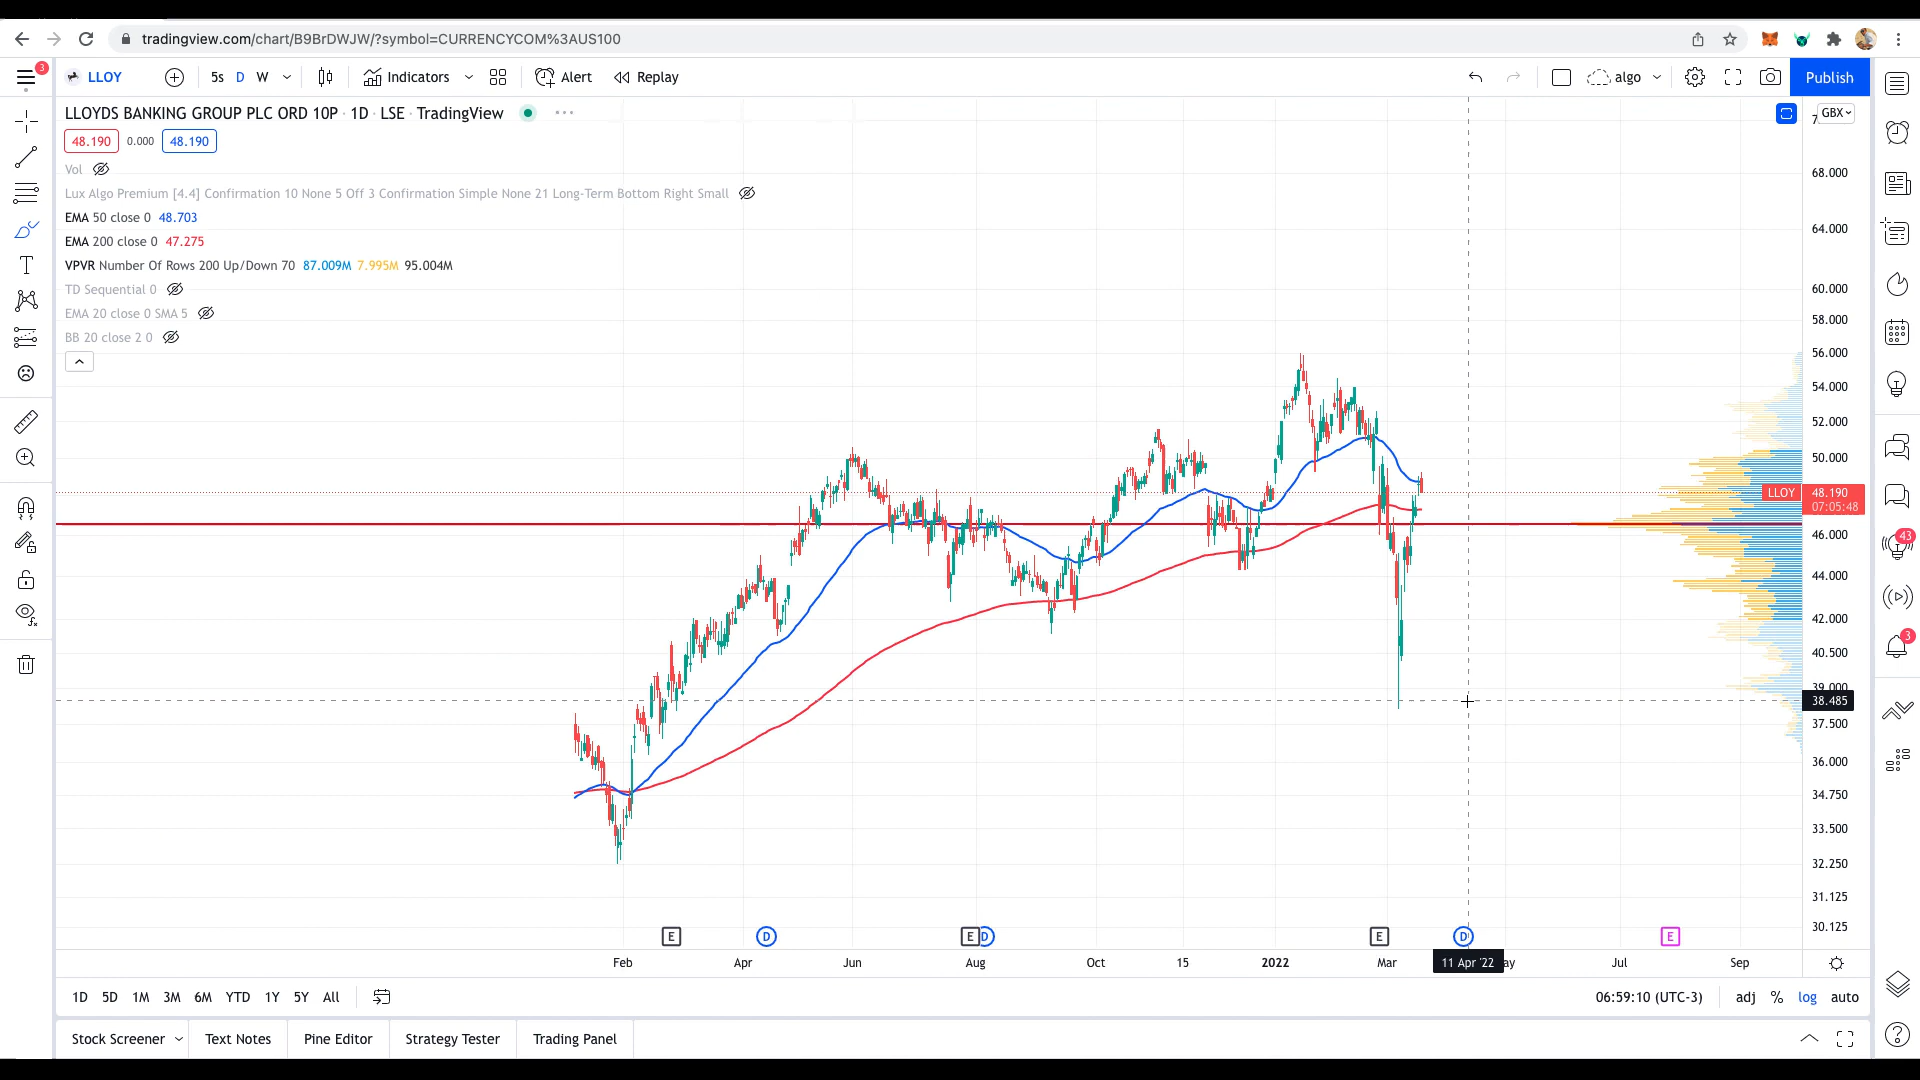 tradingview.com/chart/B9BrDWJW/?symbol=CURRENCYCOM%3AUS100
3 LLOY 5s D W Indicators Alert Replay algo Publish
LLOYDS BANKING GROUP PLC ORD 10P · 1D · LSE · TradingView
GBX
48.190 0.000 48.190
Vol
Lux Algo Premium [4.4] Confirmation 10 None 5 Off 3 Confirmation Simple None 21 Long-Term Bottom Right Small
EMA 50 close 0 48.703
EMA 200 close 0 47.275
VPVR Number Of Rows 200 Up/Down 70 87.009M 7.995M 95.004M
TD Sequential 0
EMA 20 close 0 SMA 5
BB 20 close 2 0
68.000
64.000
60.000
58.000
56.000
54.000
52.000
50.000
LLOY 48.190
07:05:48
46.000
44.000
42.000
40.500
39.000
38.485
37.500
36.000
34.750
33.500
32.250
31.125
30.125
43
3
E D E D E D E
Feb Apr Jun Aug Oct 15 2022 Mar 11 Apr '22 ay Jul Sep
1D 5D 1M 3M 6M YTD 1Y 5Y All 06:59:10 (UTC-3) adj % log auto
Stock Screener Text Notes Pine Editor Strategy Tester Trading Panel